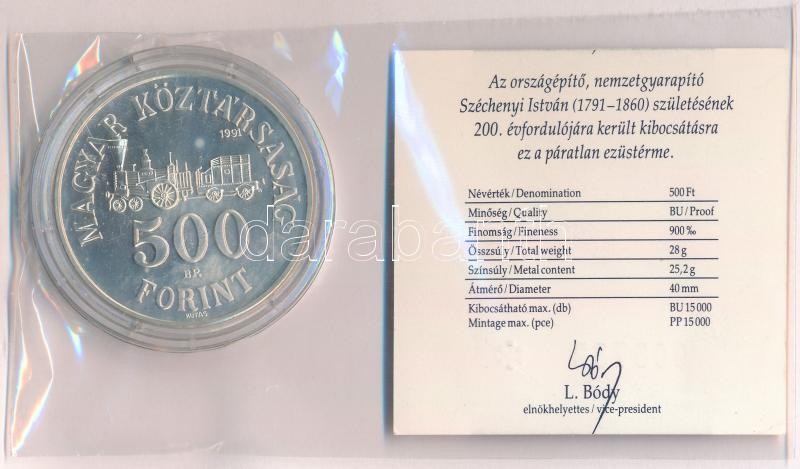 MAGYAR KÖZTÁRSASÁG
1991
500
BP.
FORINT
KUTAS
Az országépítő, nemzetgyarapító
Széchenyi István (1791–1860) születésének
200. évfordulójára került kibocsátásra
ez a páratlan ezüstérme.
Névérték/Denomination 500 Ft
Minőség/Quality BU/Proof
Finomság/Fineness 900 ‰
Összsúly/Total weight 28 g
Színsúly/Metal content 25,2 g
Átmérő/Diameter 40 mm
Kibocsátható max. (db) BU 15 000
Mintage max. (pce) PP 15 000
L. Bódy
elnökhelyettes/vice-president